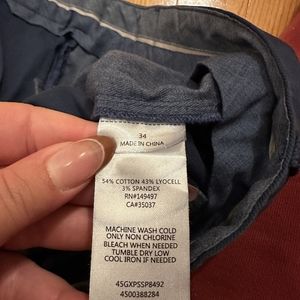 34
MADE IN CHINA
54% COTTON 43% LYOCELL
3% SPANDEX
RN#149497
CA#35037
MACHINE WASH COLD
ONLY NON CHLORINE
BLEACH WHEN NEEDED
TUMBLE DRY LOW
COOL IRON IF NEEDED
45GXPSSP8492
4500388284